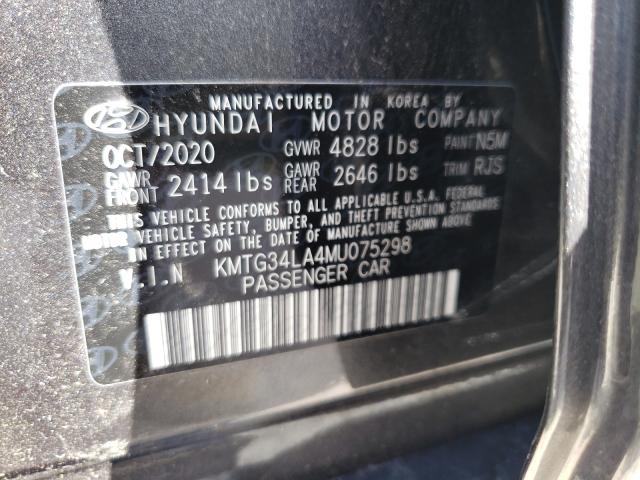 MANUFACTURED IN KOREA BY
HYUNDAI MOTOR COMPANY
OCT/2020 GVWR 4828 lbs PAINT N5M
GAWR FRONT 2414 lbs GAWR REAR 2646 lbs TRIM RJS
THIS VEHICLE CONFORMS TO ALL APPLICABLE U.S.A. FEDERAL
MOTOR VEHICLE SAFETY, BUMPER, AND THEFT PREVENTION STANDARDS
IN EFFECT ON THE DATE OF MANUFACTURE SHOWN ABOVE
V.I.N KMTG34LA4MU075298
PASSENGER CAR